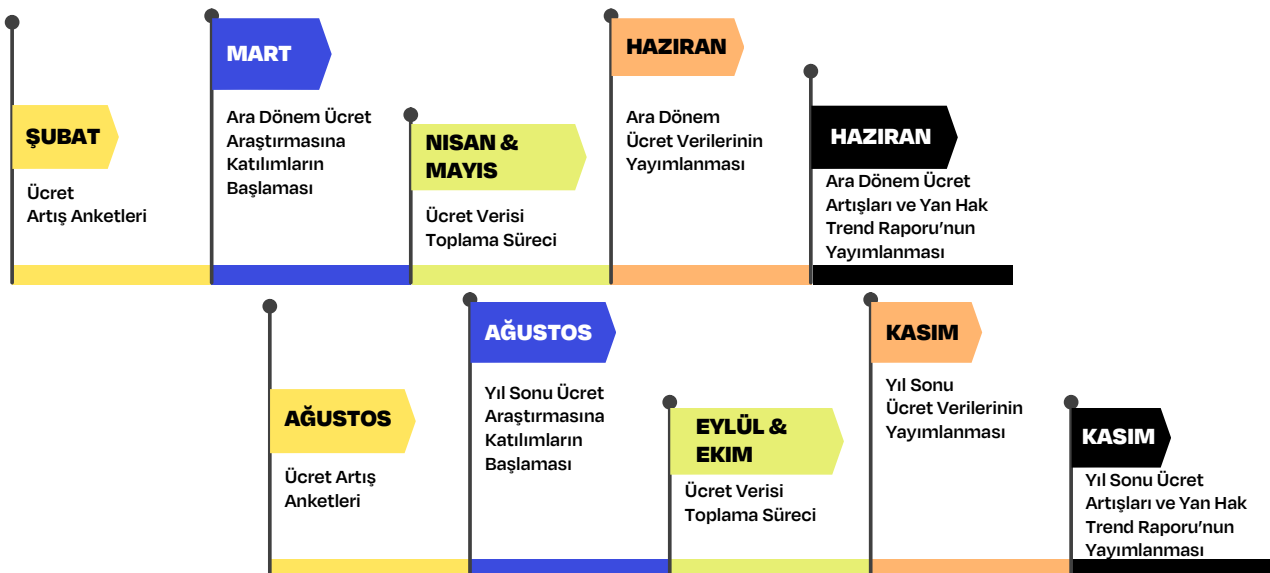 ŞUBAT
Ücret
Artış Anketleri
MART
Ara Dönem Ücret
Araştırmasına
Katılımların
Başlaması
NISAN &
MAYIS
Ücret Verisi
Toplama Süreci
HAZIRAN
Ara Dönem
Ücret Verilerinin
Yayımlanması
HAZIRAN
Ara Dönem Ücret
Artışları ve Yan Hak
Trend Raporu’nun
Yayımlanması
AĞUSTOS
Ücret Artış
Anketleri
AĞUSTOS
Yıl Sonu Ücret
Araştırmasına
Katılımların
Başlaması
EYLÜL &
EKIM
Ücret Verisi
Toplama Süreci
KASIM
Yıl Sonu
Ücret Verilerinin
Yayımlanması
KASIM
Yıl Sonu Ücret
Artışları ve Yan Hak
Trend Raporu’nun
Yayımlanması